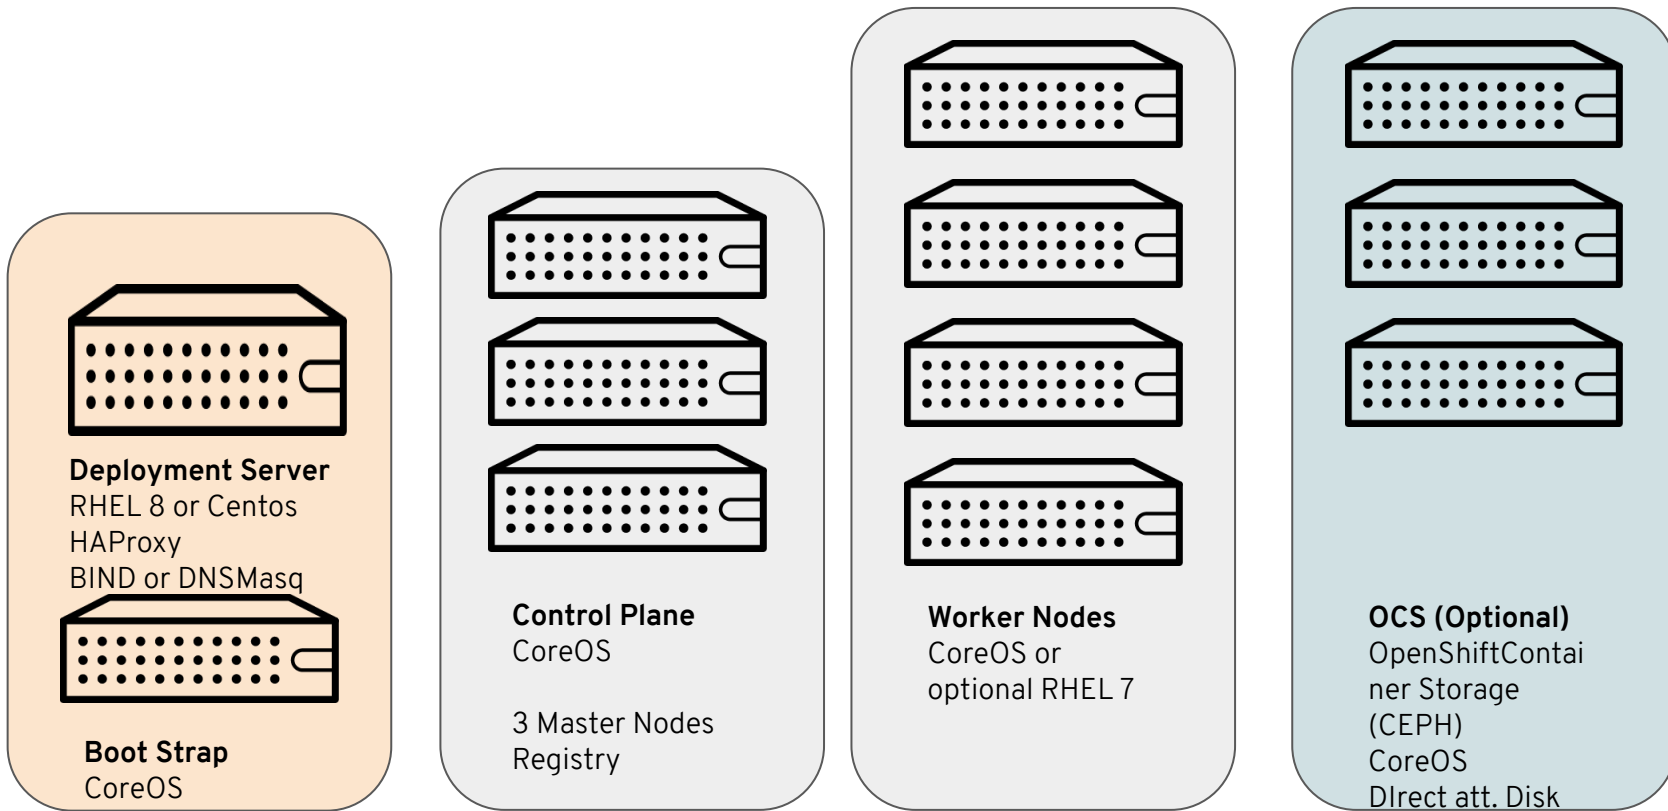 Deployment Server
RHEL 8 or Centos
HAProxy
BIND or DNSMasq
Boot Strap
CoreOS
Control Plane
CoreOS
3 Master Nodes
Registry
Worker Nodes
CoreOS or
optional RHEL 7
OCS (Optional)
OpenShiftContai
ner Storage
(CEPH)
CoreOS
DIrect att. Disk